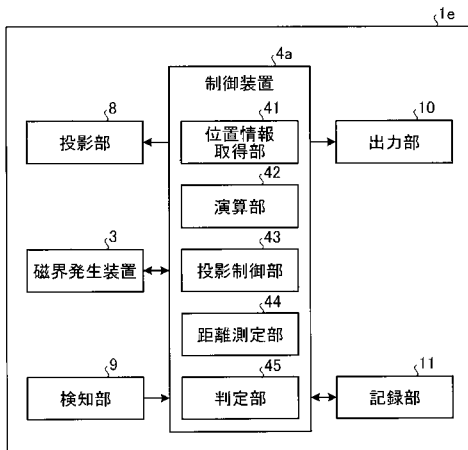 1e
4a
制御装置
8
投影部
41
位置情報
取得部
10
出力部
42
演算部
3
磁界発生装置
43
投影制御部
44
距離測定部
9
検知部
45
判定部
11
記録部